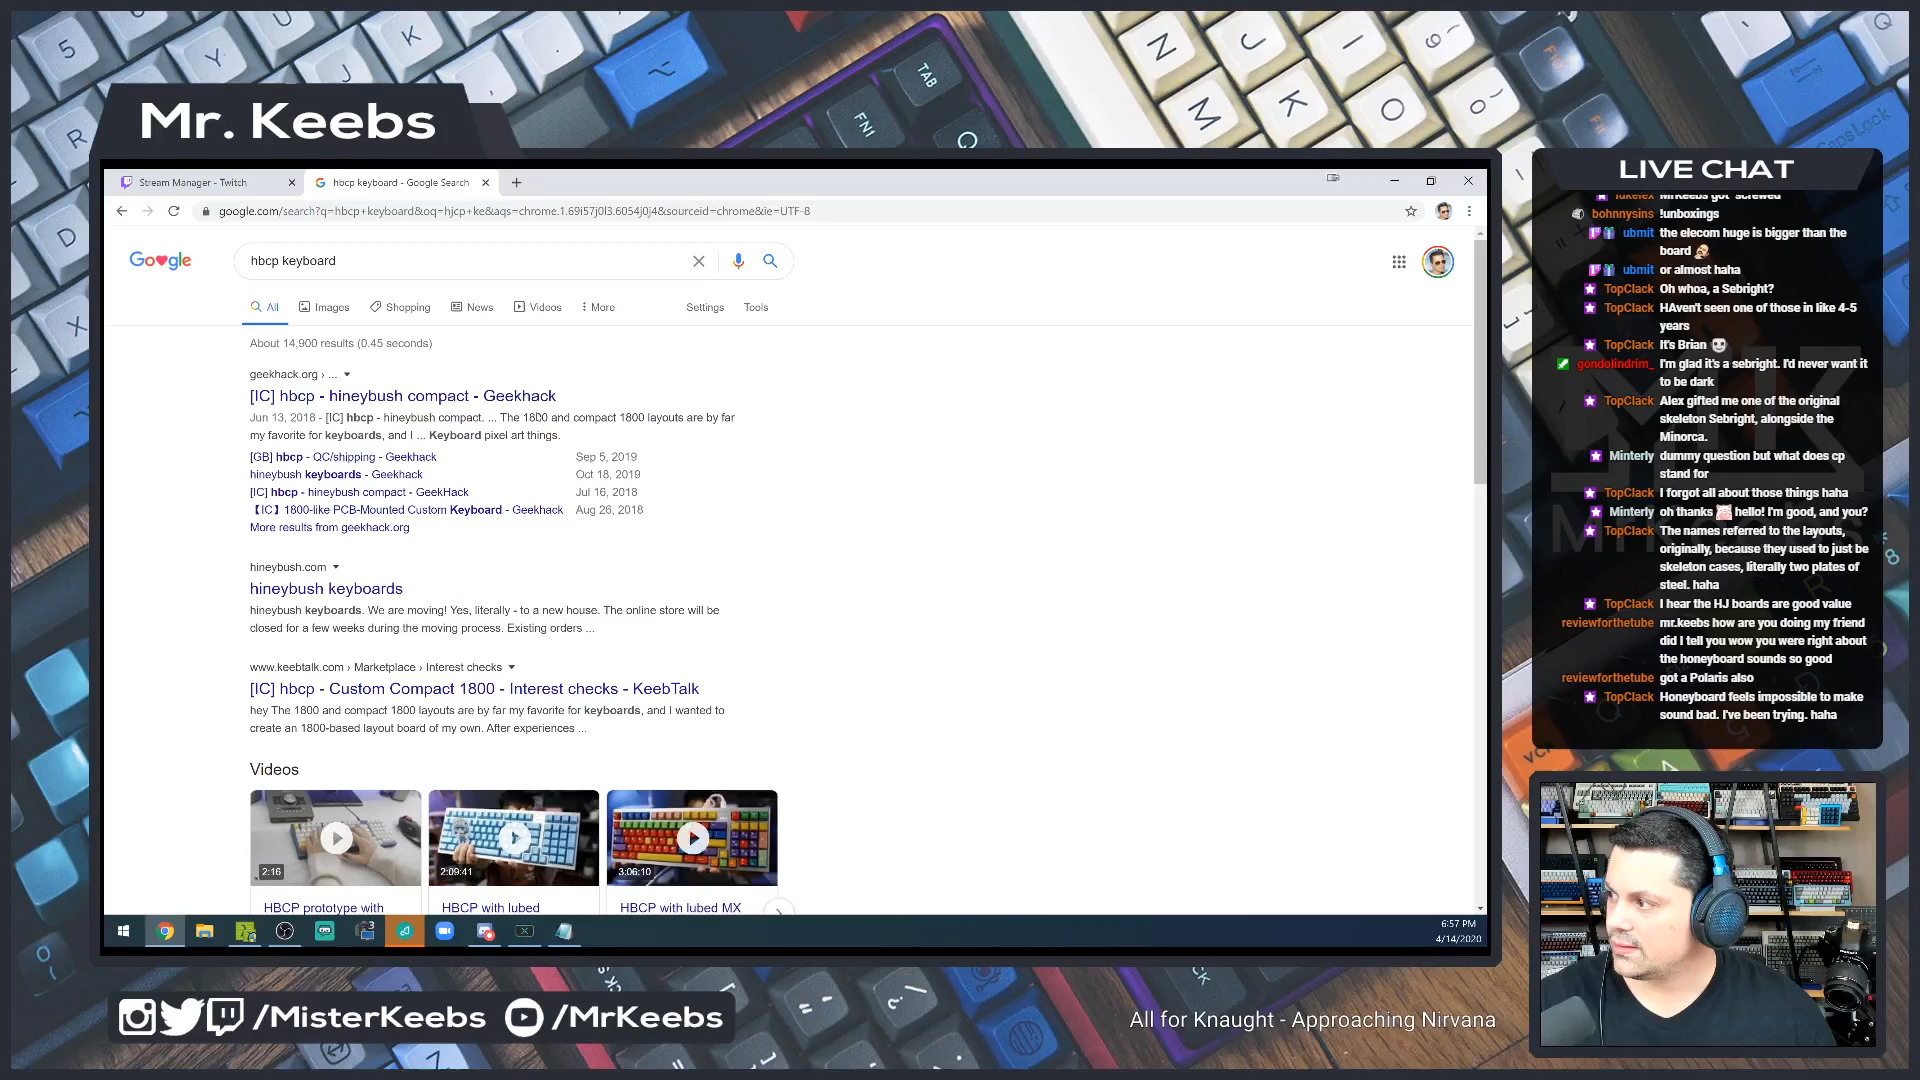 Mr. Keebs
Stream Manager - Twitch
hbcp keyboard - Google Search
google.com/search?q=hbcp+keyboard&oq=hjcp+ke&aqs=chrome.1.69i57j0l3.6054j0j4&sourceid=chrome&ie=UTF-8
hbcp keyboard
All
Images
Shopping
News
Videos
More
Settings
Tools
About 14,900 results (0.45 seconds)
geekhack.org › ...
[IC] hbcp - hineybush compact - Geekhack
Jun 13, 2018 - [IC] hbcp - hineybush compact. ... The 1800 and compact 1800 layouts are by far
my favorite for keyboards, and I ... Keyboard pixel art things.
[GB] hbcp - QC/shipping - Geekhack Sep 5, 2019
hineybush keyboards - Geekhack Oct 18, 2019
[IC] hbcp - hineybush compact - GeekHack Jul 16, 2018
【IC】1800-like PCB-Mounted Custom Keyboard - Geekhack Aug 26, 2018
More results from geekhack.org
hineybush.com
hineybush keyboards
hineybush keyboards. We are moving! Yes, literally - to a new house. The online store will be
closed for a few weeks during the moving process. Existing orders ...
www.keebtalk.com › Marketplace › Interest checks
[IC] hbcp - Custom Compact 1800 - Interest checks - KeebTalk
hey The 1800 and compact 1800 layouts are by far my favorite for keyboards, and I wanted to
create an 1800-based layout board of my own. After experiences ...
Videos
2:16
2:09:41
3:06:10
HBCP prototype with
HBCP with lubed
HBCP with lubed MX
6:57 PM
4/14/2020
LIVE CHAT
lukelex MrKeebs got screwed
bohnnysins !unboxings
ubmit the elecom huge is bigger than the
board
ubmit or almost haha
TopClack Oh whoa, a Sebright?
TopClack HAven't seen one of those in like 4-5
years
TopClack It's Brian
gondolindrim_ I'm glad it's a sebright. I'd never want it
to be dark
TopClack Alex gifted me one of the original
skeleton Sebright, alongside the
Minorca.
Minterly dummy question but what does cp
stand for
TopClack I forgot all about those things haha
Minterly oh thanks hello! I'm good, and you?
TopClack The names referred to the layouts,
originally, because they used to just be
skeleton cases, literally two plates of
steel. haha
TopClack I hear the HJ boards are good value
reviewforthetube mr.keebs how are you doing my friend
did I tell you wow you were right about
the honeyboard sounds so good
reviewforthetube got a Polaris also
TopClack Honeyboard feels impossible to make
sound bad. I've been trying. haha
/MisterKeebs
/MrKeebs
All for Knaught - Approaching Nirvana